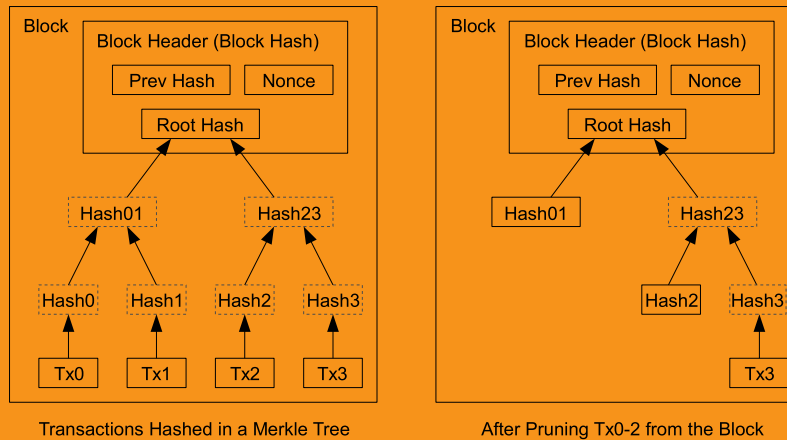 Block
Block Header (Block Hash)
Prev Hash
Nonce
Root Hash
Hash01
Hash23
Hash0
Hash1
Hash2
Hash3
Tx0
Tx1
Tx2
Tx3
Transactions Hashed in a Merkle Tree
Block
Block Header (Block Hash)
Prev Hash
Nonce
Root Hash
Hash01
Hash23
Hash2
Hash3
Tx3
After Pruning Tx0-2 from the Block